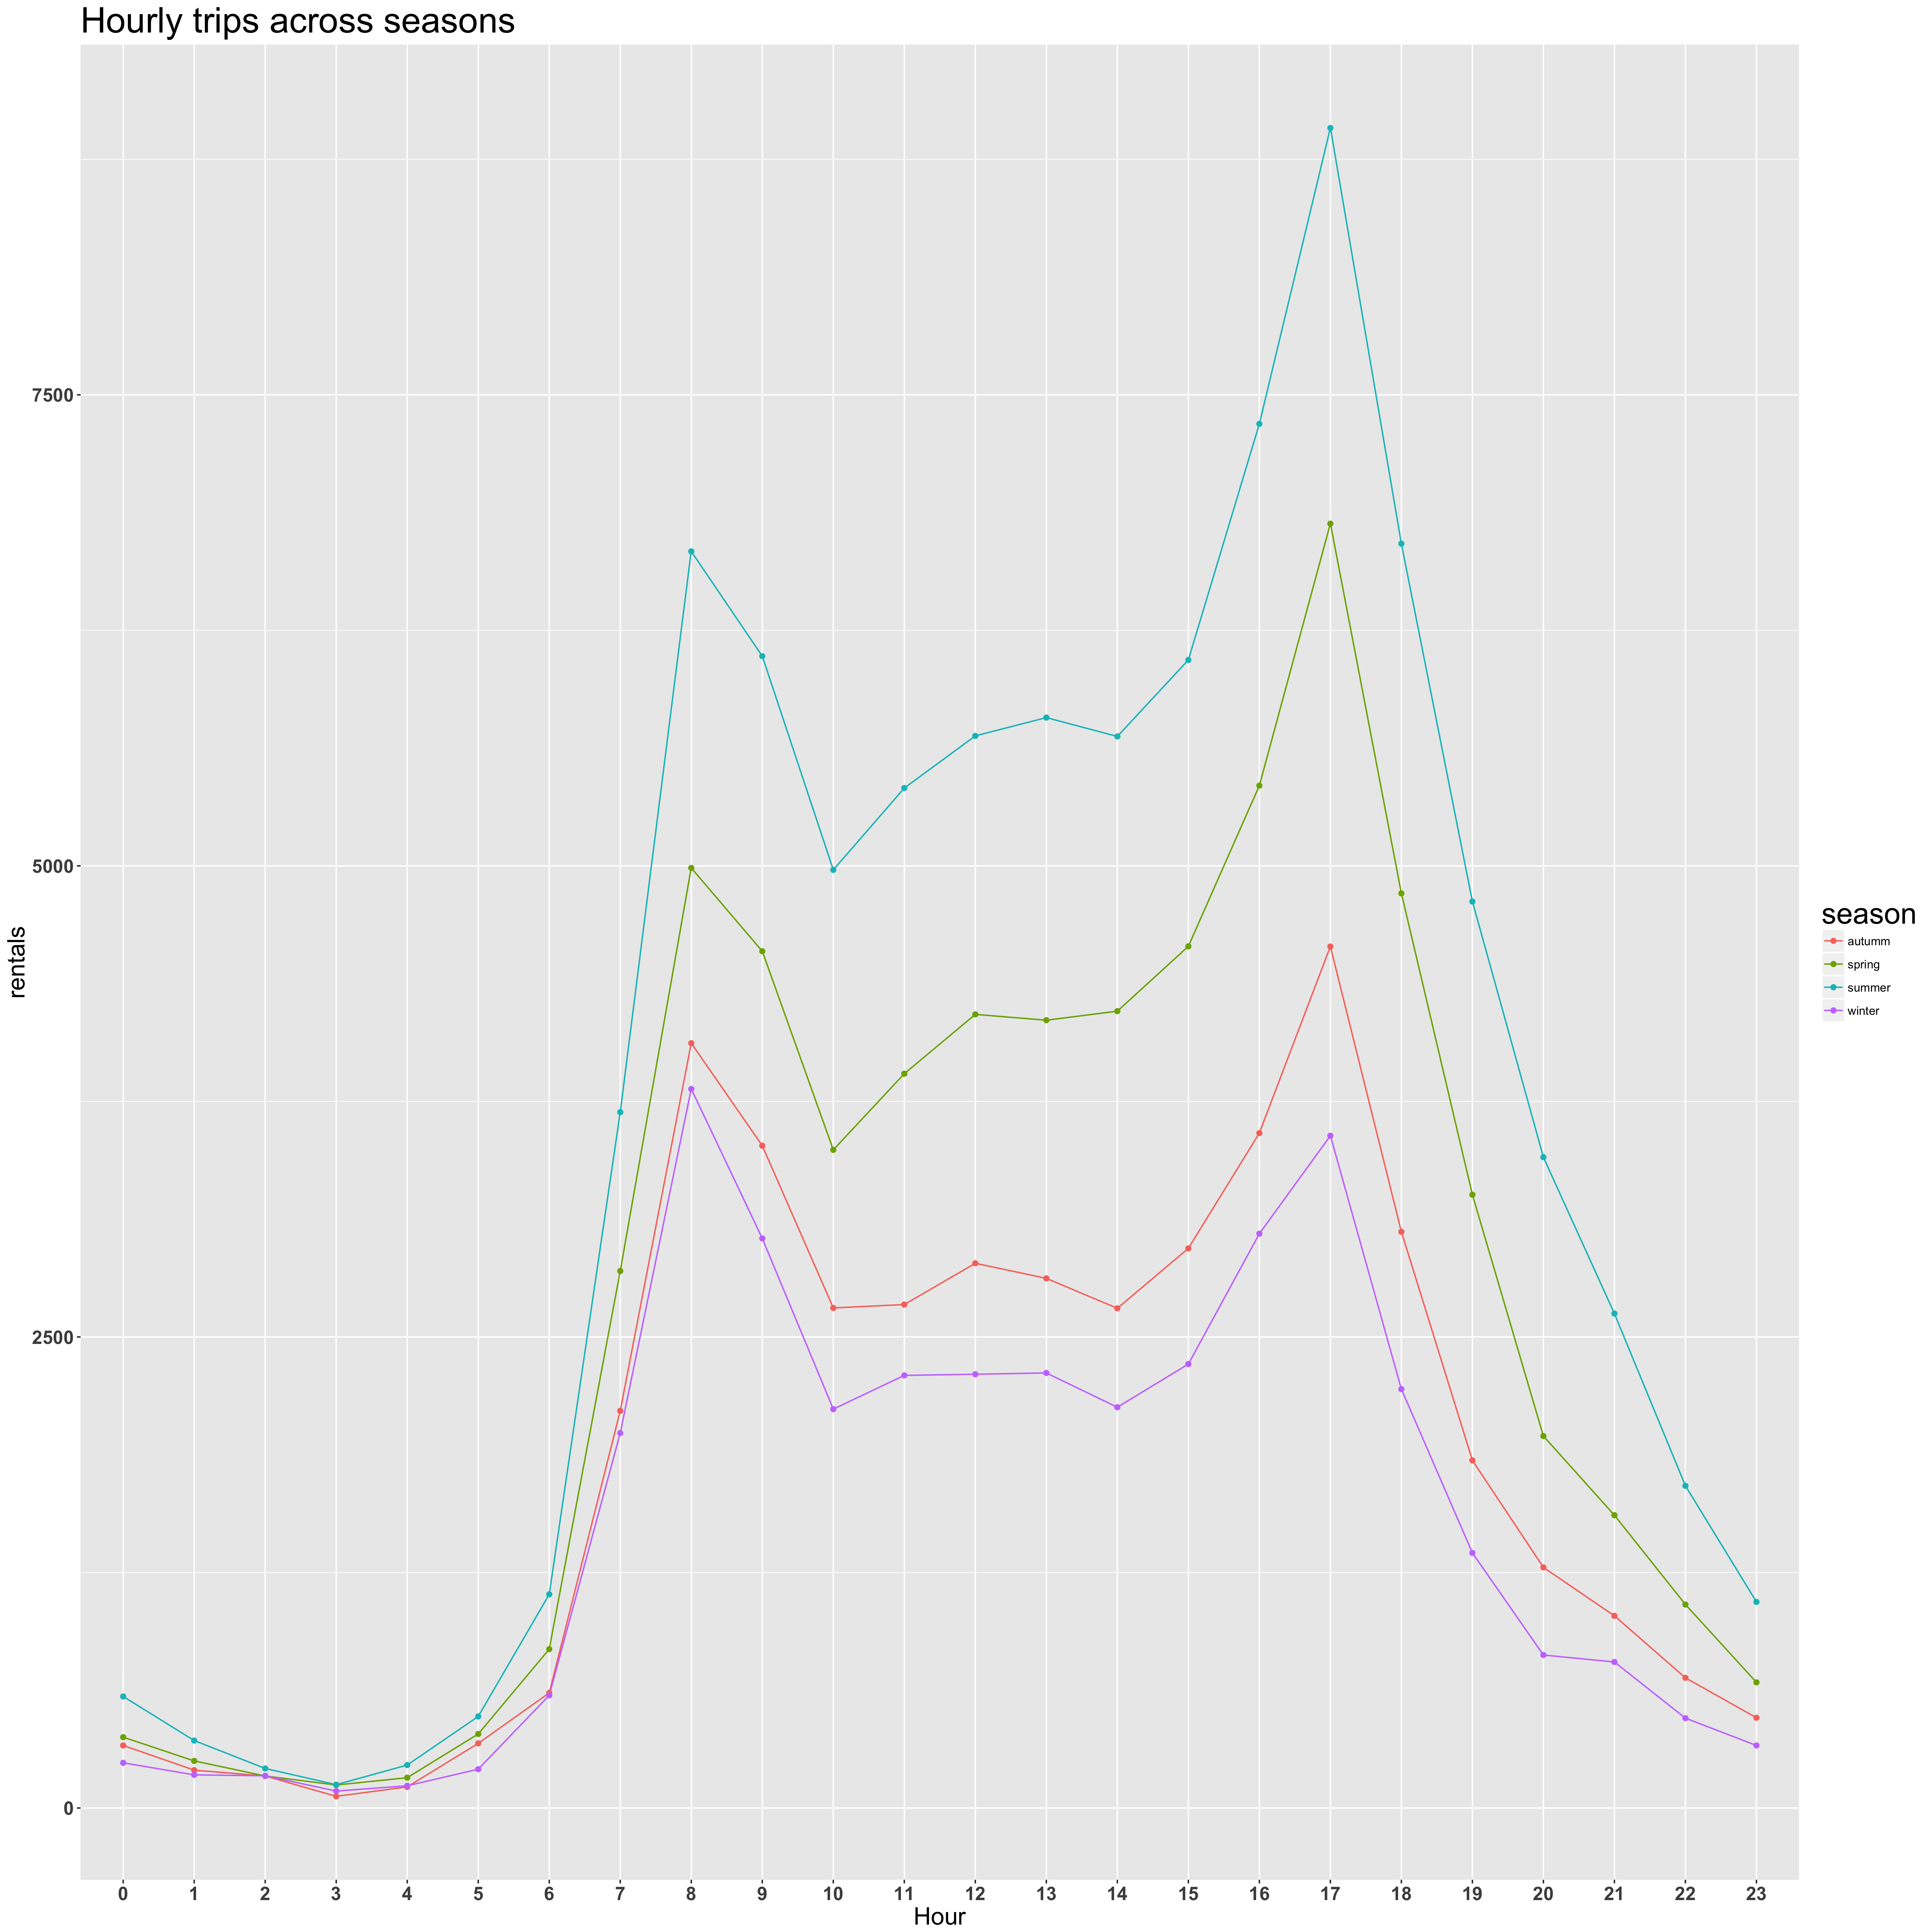 Hourly trips across seasons
7500
5000
2500
0
rentals
0 1 2 3 4 5 6 7 8 9 10 11 12 13 14 15 16 17 18 19 20 21 22 23
Hour
season
autumm
spring
summer
winter